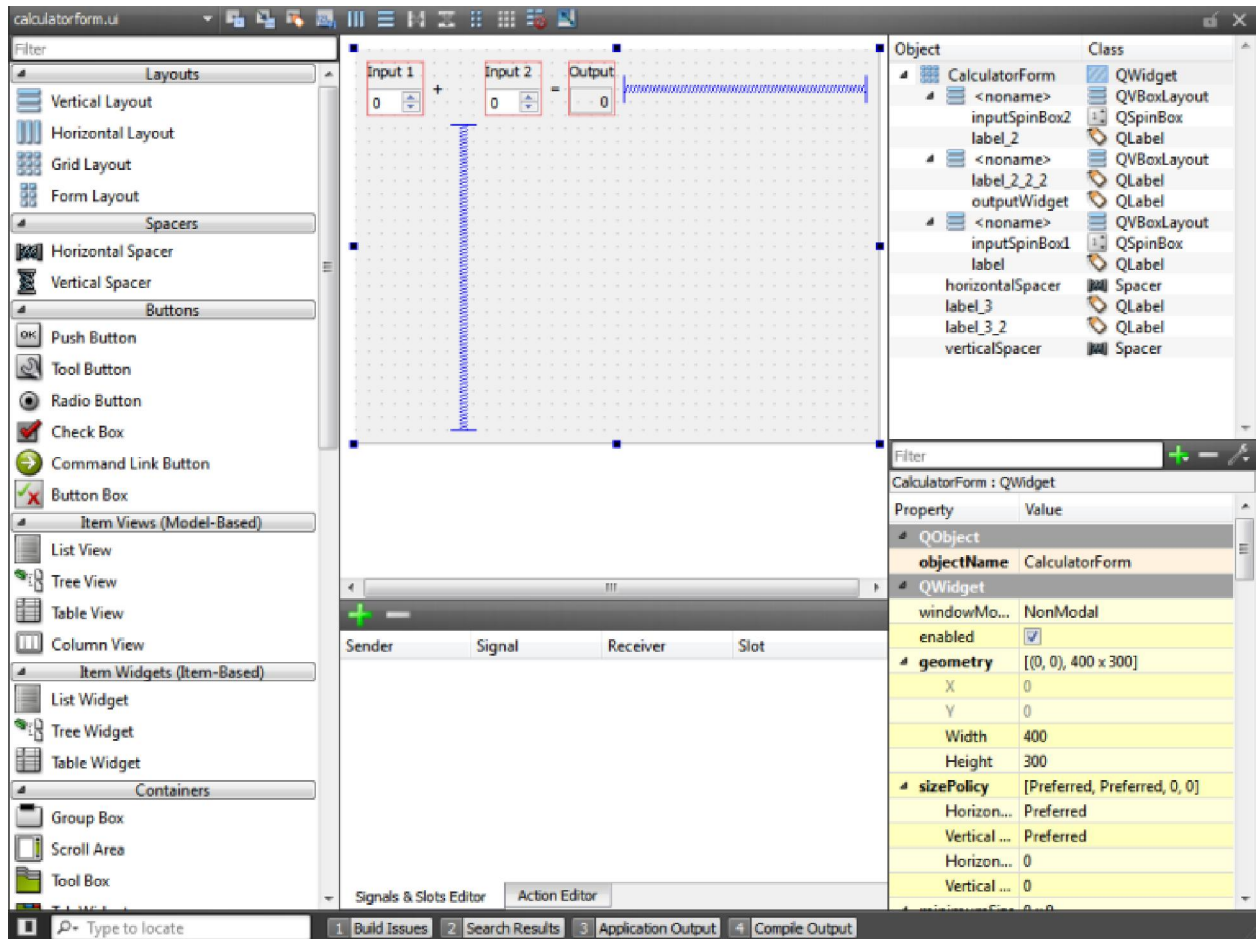 calculatorform.ui
Filter
Layouts
Vertical Layout
Horizontal Layout
Grid Layout
Form Layout
Spacers
Horizontal Spacer
Vertical Spacer
Buttons
OK Push Button
Tool Button
Radio Button
Check Box
Command Link Button
Button Box
Item Views (Model-Based)
List View
Tree View
Table View
Column View
Item Widgets (Item-Based)
List Widget
Tree Widget
Table Widget
Containers
Group Box
Scroll Area
Tool Box
Input 1 Input 2 Output
0 + 0 = 0
Sender Signal Receiver Slot
Signals & Slots Editor Action Editor
Object Class
CalculatorForm QWidget
<noname> QVBoxLayout
inputSpinBox2 QSpinBox
label_2 QLabel
<noname> QVBoxLayout
label_2_2_2 QLabel
outputWidget QLabel
<noname> QVBoxLayout
inputSpinBox1 QSpinBox
label QLabel
horizontalSpacer Spacer
label_3 QLabel
label_3_2 QLabel
verticalSpacer Spacer
Filter
CalculatorForm : QWidget
Property Value
QObject
objectName CalculatorForm
QWidget
windowMo... NonModal
enabled
geometry [(0, 0), 400 x 300]
X 0
Y 0
Width 400
Height 300
sizePolicy [Preferred, Preferred, 0, 0]
Horizon... Preferred
Vertical ... Preferred
Horizon... 0
Vertical ... 0
Type to locate
1 Build Issues 2 Search Results 3 Application Output 4 Compile Output